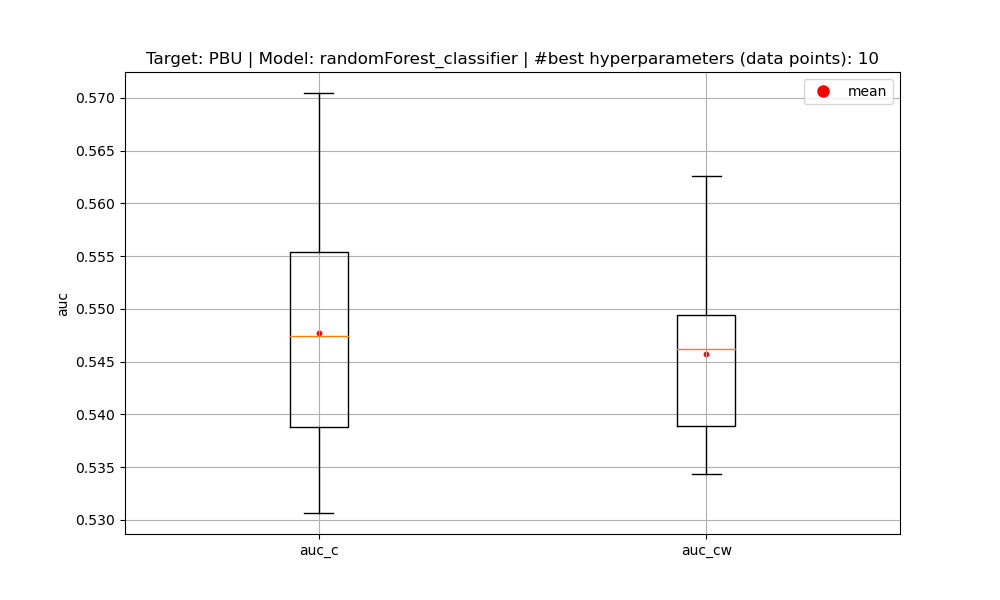 Target: PBU | Model: randomForest_classifier | #best hyperparameters (data points): 10
mean
0.570
0.565
0.560
0.555
0.550
0.545
0.540
0.535
0.530
auc
auc_c
auc_cw